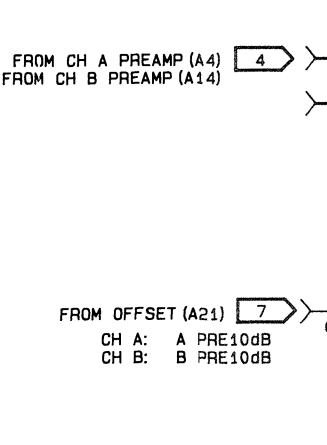 FROM CH A PREAMP (A4) 4
FROM CH B PREAMP (A14)
FROM OFFSET (A21) 7
CH A: A PRE10dB
CH B: B PRE10dB